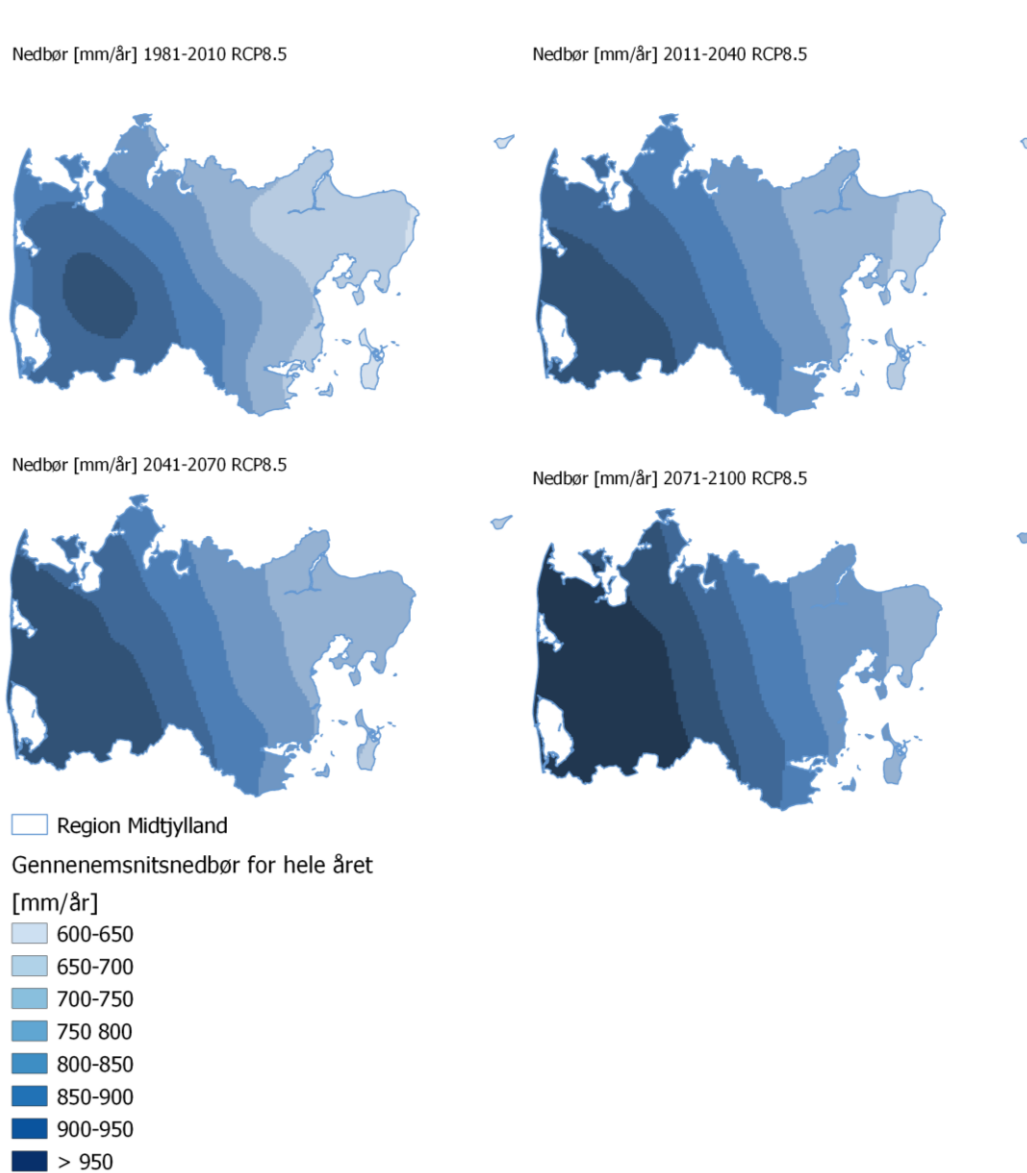 Nedbør [mm/år] 1981-2010 RCP8.5
Nedbør [mm/år] 2011-2040 RCP8.5
Nedbør [mm/år] 2041-2070 RCP8.5
Nedbør [mm/år] 2071-2100 RCP8.5
Region Midtjylland
Gennenemsnitsnedbør for hele året
[mm/år]
600-650
650-700
700-750
750 800
800-850
850-900
900-950
> 950